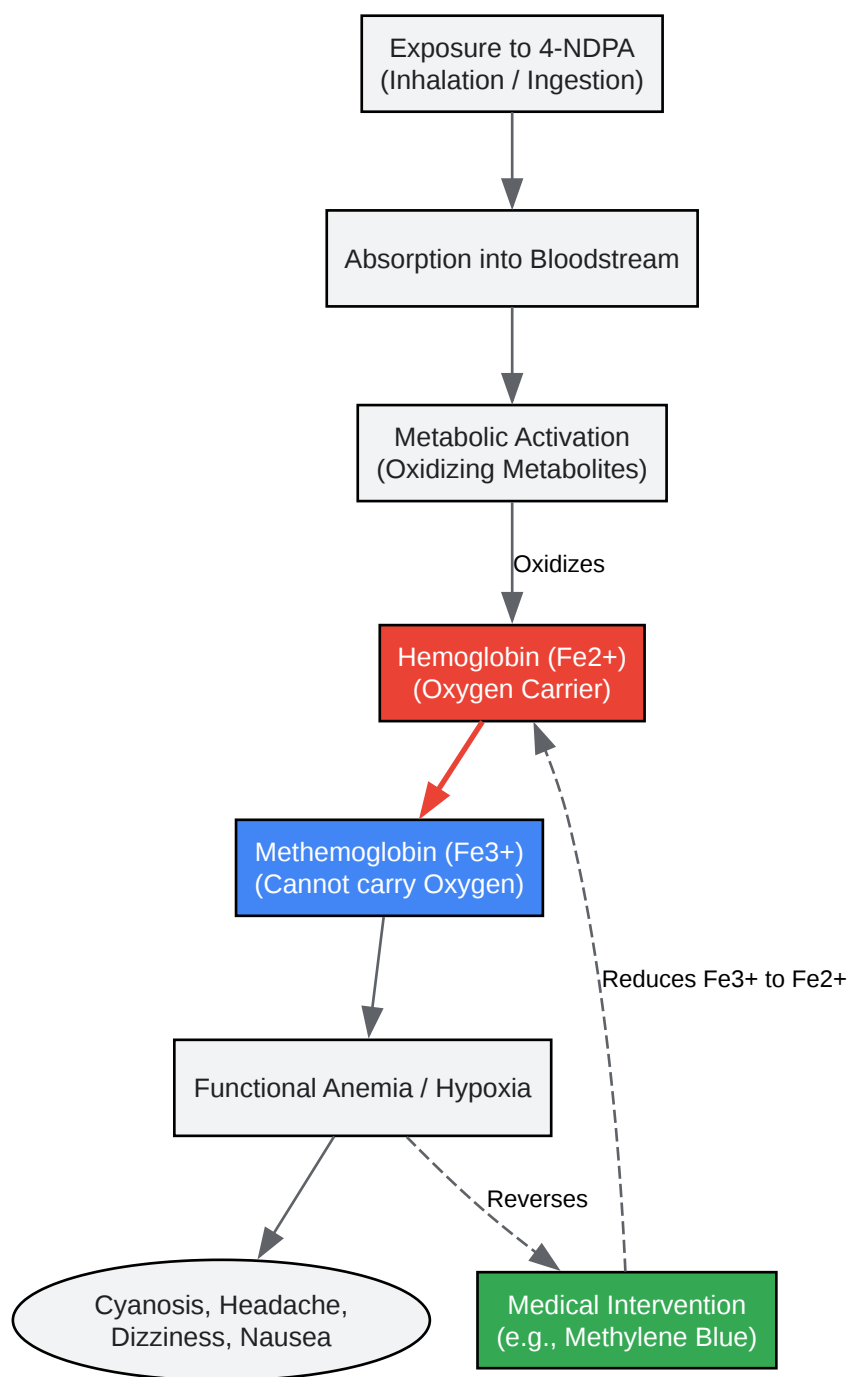 Exposure to 4-NDPA
(Inhalation / Ingestion)
Absorption into Bloodstream
Metabolic Activation
(Oxidizing Metabolites)
Oxidizes
Hemoglobin (Fe2+)
(Oxygen Carrier)
Methemoglobin (Fe3+)
(Cannot carry Oxygen)
Reduces Fe3+ to Fe2+
Functional Anemia / Hypoxia
Reverses
Cyanosis, Headache,
Dizziness, Nausea
Medical Intervention
(e.g., Methylene Blue)